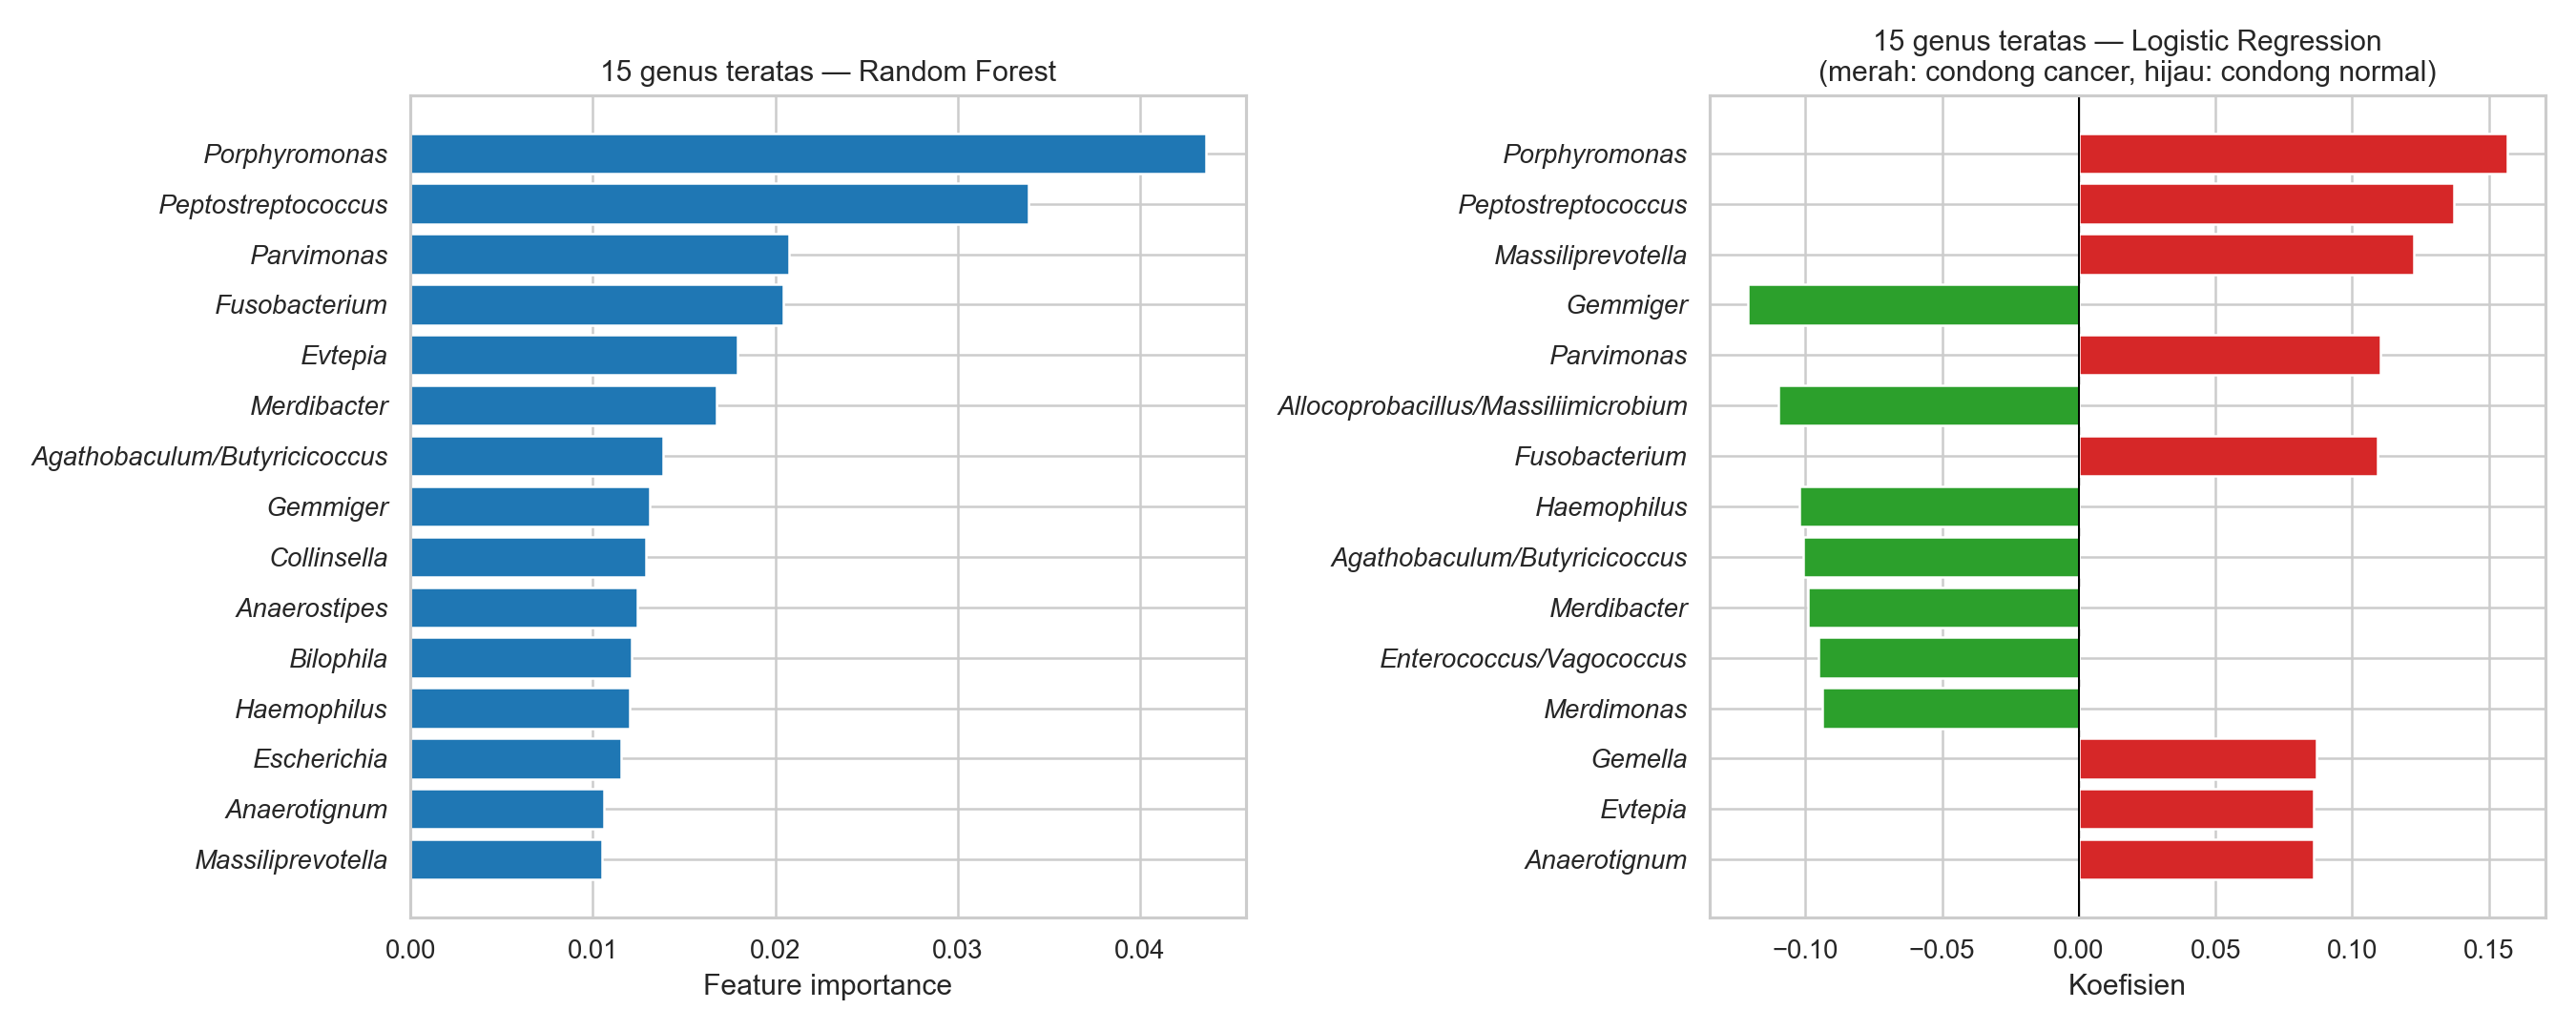 15 genus teratas — Random Forest
Porphyromonas
Peptostreptococcus
Parvimonas
Fusobacterium
Evtepia
Merdibacter
Agathobaculum/Butyricicoccus
Gemmiger
Collinsella
Anaerostipes
Bilophila
Haemophilus
Escherichia
Anaerotignum
Massiliprevotella
0.00 0.01 0.02 0.03 0.04
Feature importance
15 genus teratas — Logistic Regression
(merah: condong cancer, hijau: condong normal)
Porphyromonas
Peptostreptococcus
Massiliprevotella
Gemmiger
Parvimonas
Allocoprobacillus/Massiliimicrobium
Fusobacterium
Haemophilus
Agathobaculum/Butyricicoccus
Merdibacter
Enterococcus/Vagococcus
Merdimonas
Gemella
Evtepia
Anaerotignum
−0.10 −0.05 0.00 0.05 0.10 0.15
Koefisien